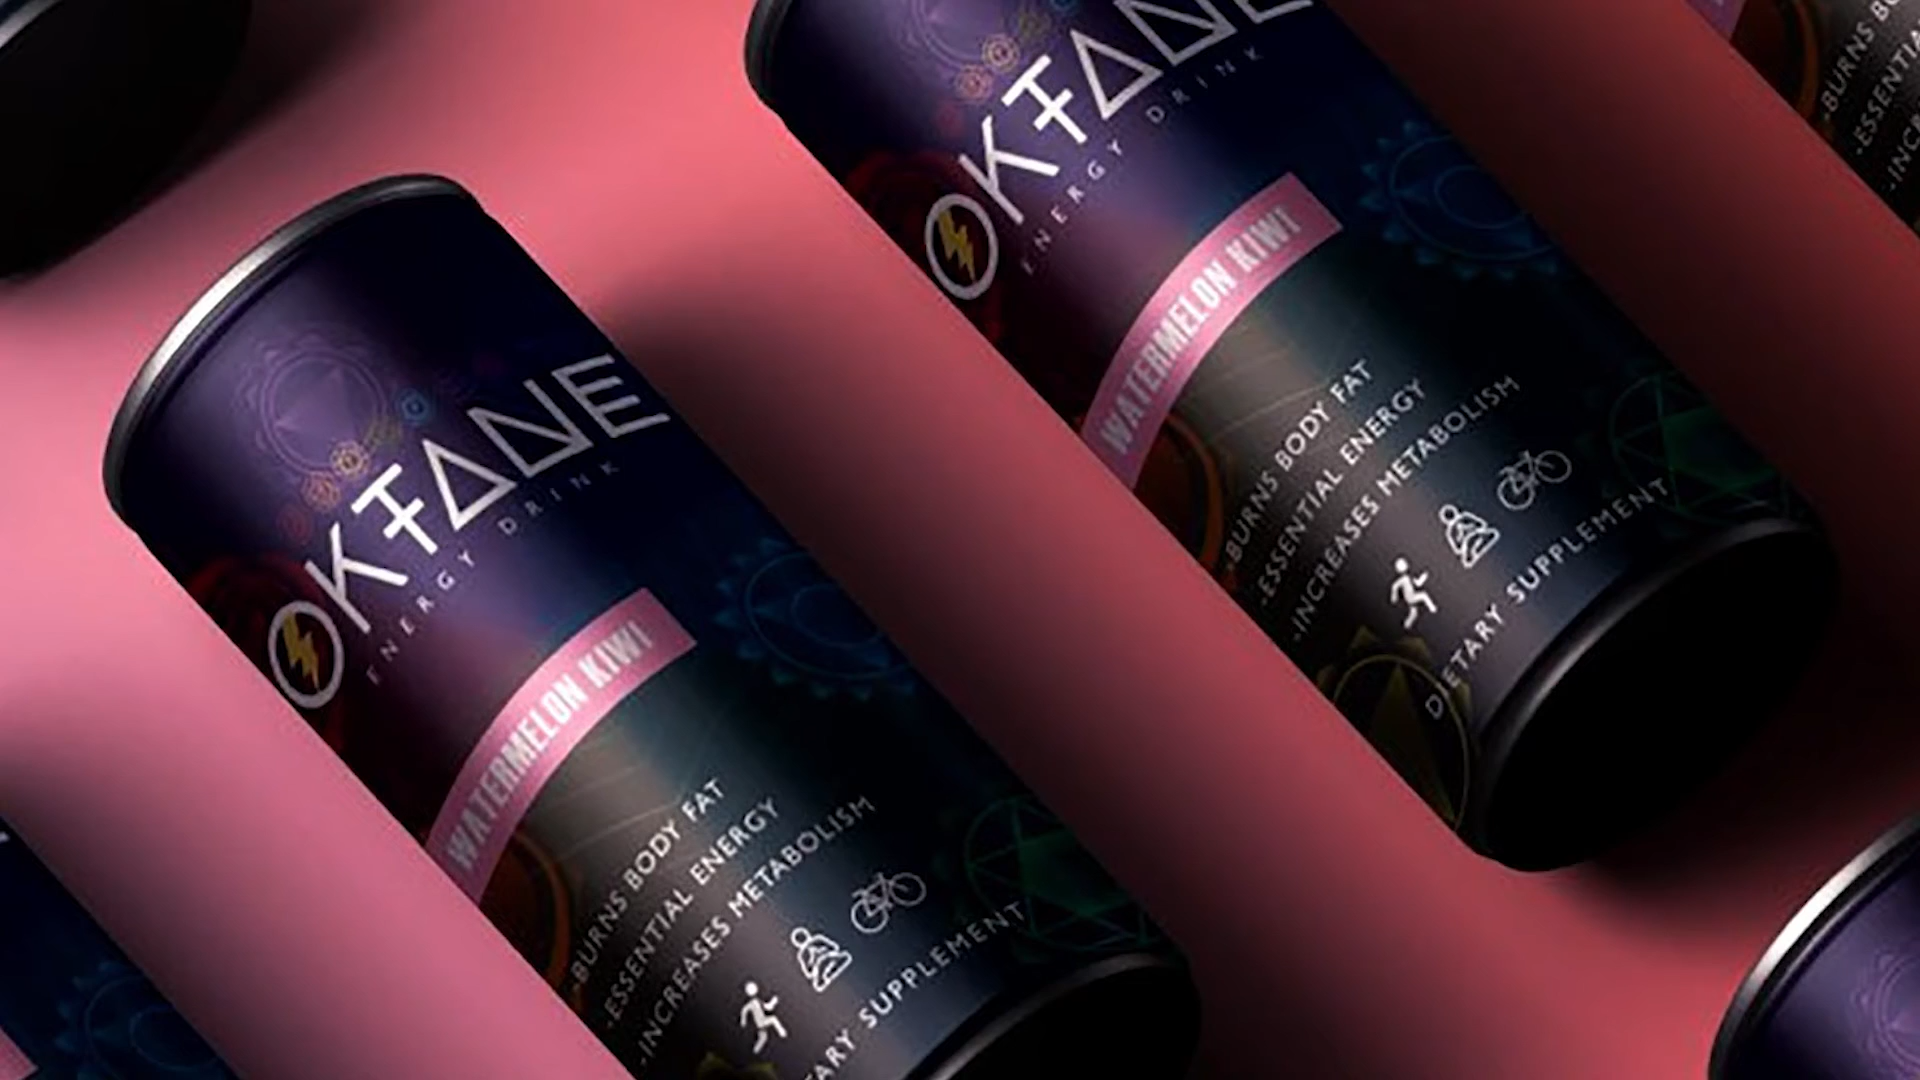 OKTANE
ENERGY DRINK
WATERMELON KIWI
.BURNS BODY FAT
.ESSENTIAL ENERGY
.INCREASES METABOLISM
DIETARY SUPPLEMENT
OKTANE
ENERGY DRINK
WATERMELON KIWI
.BURNS BODY FAT
.ESSENTIAL ENERGY
.INCREASES METABOLISM
SUPPLEMENT
.BURNS